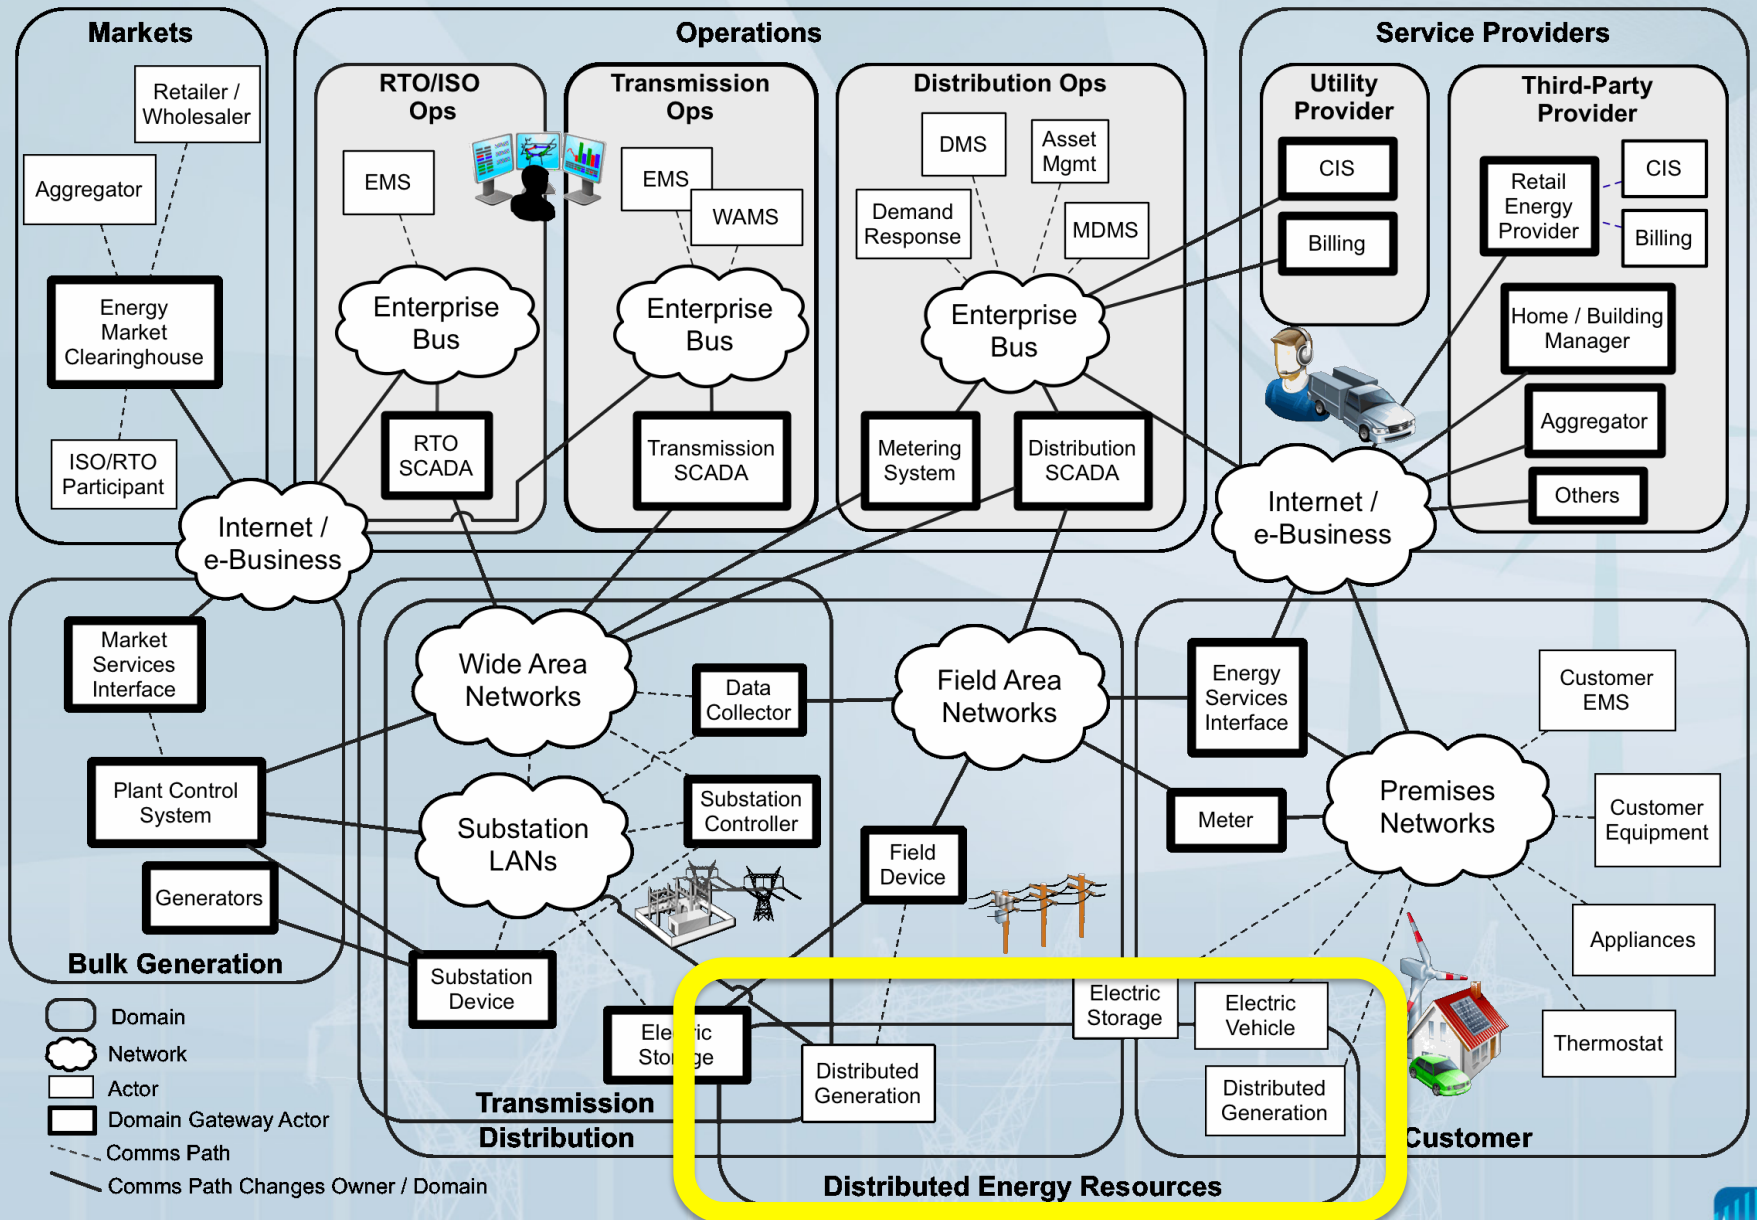 Markets
Retailer /
Wholesaler
Aggregator
Energy
Market
Clearinghouse
ISO/RTO
Participant
Internet /
e-Business
Operations
RTO/ISO
Ops
EMS
Enterprise
Bus
RTO
SCADA
Transmission
Ops
EMS
WAMS
Enterprise
Bus
Transmission
SCADA
Distribution Ops
DMS
Asset
Mgmt
Demand
Response
MDMS
Enterprise
Bus
Metering
System
Distribution
SCADA
Service Providers
Utility
Provider
CIS
Billing
Third-Party
Provider
Retail
Energy
Provider
CIS
Billing
Home / Building
Manager
Aggregator
Others
Internet /
e-Business
Market
Services
Interface
Plant Control
System
Generators
Bulk Generation
Wide Area
Networks
Data
Collector
Substation
LANs
Substation
Controller
Substation
Device
Electric
Storage
Transmission
Distribution
Field Area
Networks
Field
Device
Distributed
Generation
Energy
Services
Interface
Meter
Premises
Networks
Customer
EMS
Customer
Equipment
Appliances
Thermostat
Electric
Storage
Electric
Vehicle
Distributed
Generation
Customer
Distributed Energy Resources
Domain
Network
Actor
Domain Gateway Actor
Comms Path
Comms Path Changes Owner / Domain